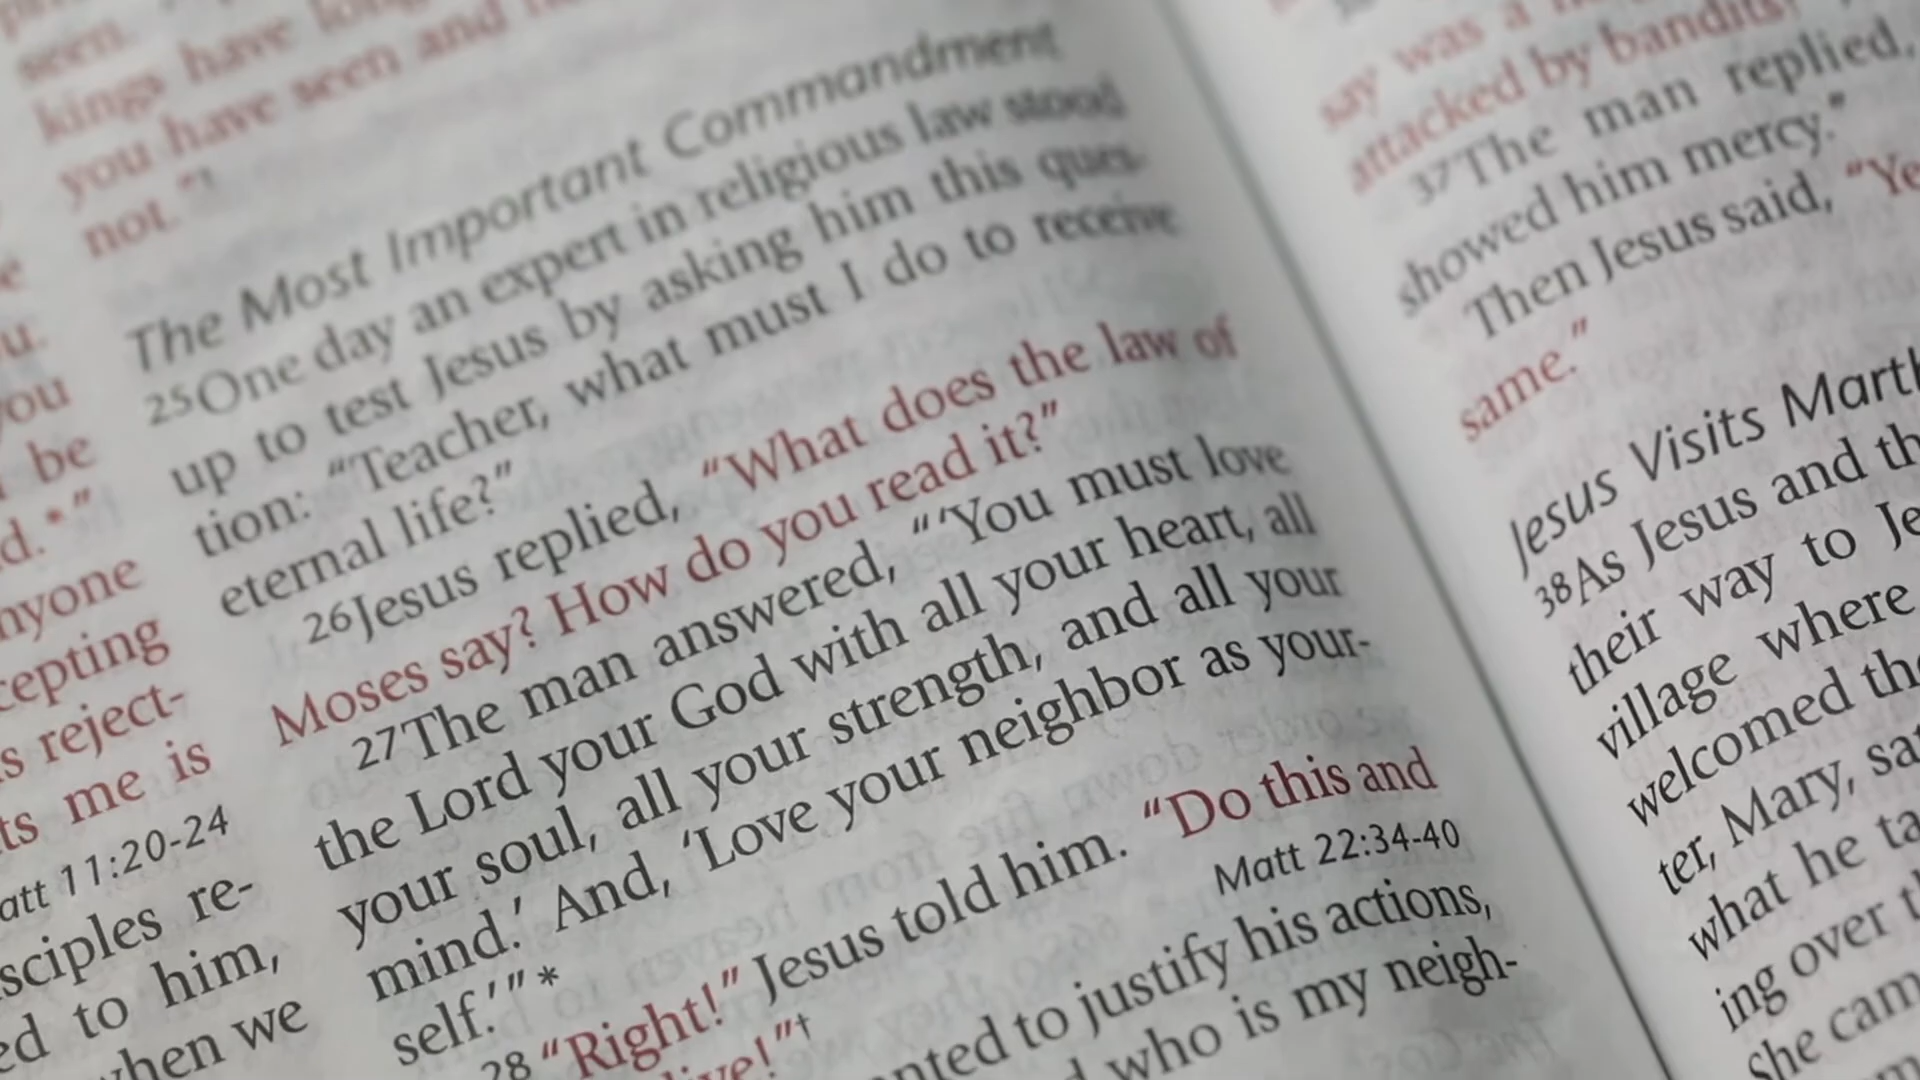 seen.
kings have
you have seen and
not."
u.
you
be
d.*"
nyone
cepting
s reject-
ts me is
att 11:20-24
sciples re-
ed to him,
when we
The Most Important Commandment
25One day an expert in religious law stood
up to test Jesus by asking him this ques-
tion: "Teacher, what must I do to receive
eternal life?"
26Jesus replied, "What does the law of
Moses say? How do you read it?"
27The man answered, "'You must love
the Lord your God with all your heart, all
your soul, all your strength, and all your
mind.' And, 'Love your neighbor as your-
self.'"*
28"Right!" Jesus told him. "Do this and
live!"†
Matt 22:34-40
nted to justify his actions,
who is my neigh-
say was a
attacked by bandits
37The man replied,
showed him mercy."
Then Jesus said, "Ye
same."
Jesus Visits Marth
38As Jesus and th
their way to Je
village where
welcomed the
ter, Mary, sat
what he ta
ing over t
She cam